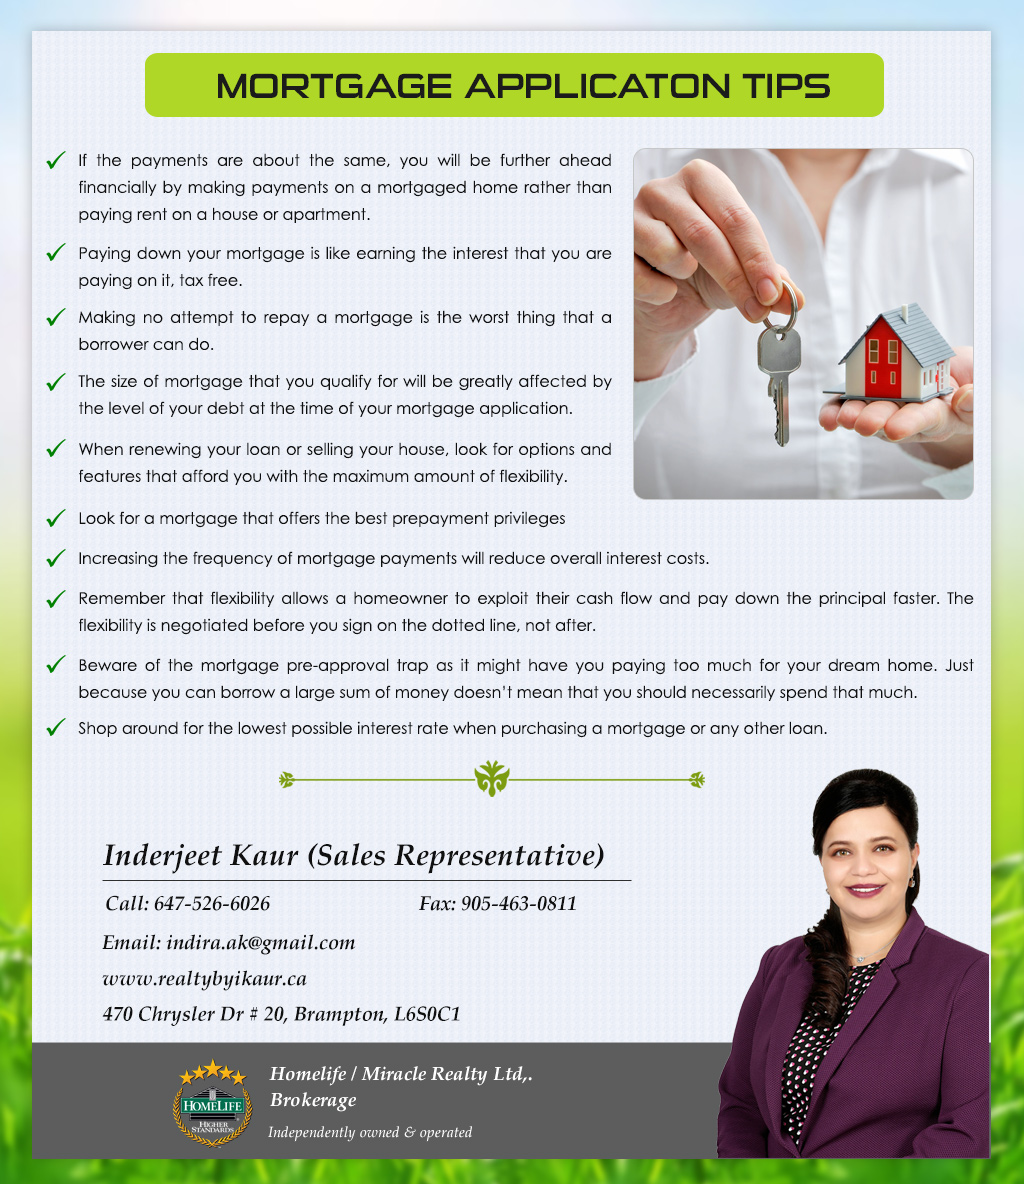 MORTGAGE APPLICATON TIPS
If the payments are about the same, you will be further ahead
financially by making payments on a mortgaged home rather than
paying rent on a house or apartment.
Paying down your mortgage is like earning the interest that you are
paying on it, tax free.
Making no attempt to repay a mortgage is the worst thing that a
borrower can do.
The size of mortgage that you qualify for will be greatly affected by
the level of your debt at the time of your mortgage application.
When renewing your loan or selling your house, look for options and
features that afford you with the maximum amount of flexibility.
Look for a mortgage that offers the best prepayment privileges
Increasing the frequency of mortgage payments will reduce overall interest costs.
Remember that flexibility allows a homeowner to exploit their cash flow and pay down the principal faster. The
flexibility is negotiated before you sign on the dotted line, not after.
Beware of the mortgage pre-approval trap as it might have you paying too much for your dream home. Just
because you can borrow a large sum of money doesn't mean that you should necessarily spend that much.
Shop around for the lowest possible interest rate when purchasing a mortgage or any other loan.
Inderjeet Kaur (Sales Representative)
Call: 647-526-6026 Fax: 905-463-0811
Email: indira.ak@gmail.com
www.realtybyikaur.ca
470 Chrysler Dr # 20, Brampton, L6S0C1
Homelife / Miracle Realty Ltd,.
Brokerage
Independently owned & operated
HOMELIFE
HIGHER
STANDARDS